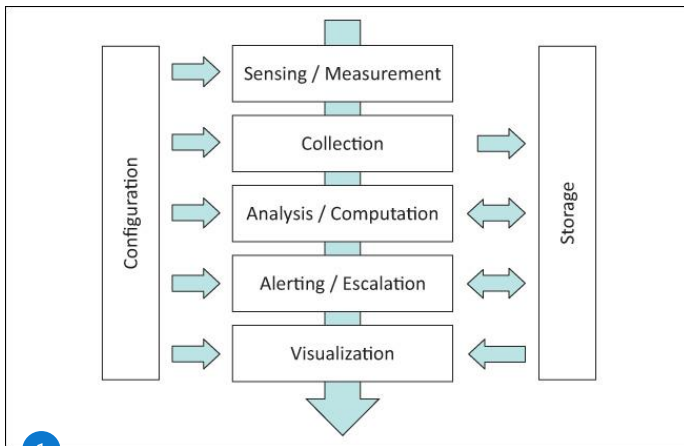 Sensing / Measurement
Collection
Configuration
Analysis / Computation
Storage
Alerting / Escalation
Visualization